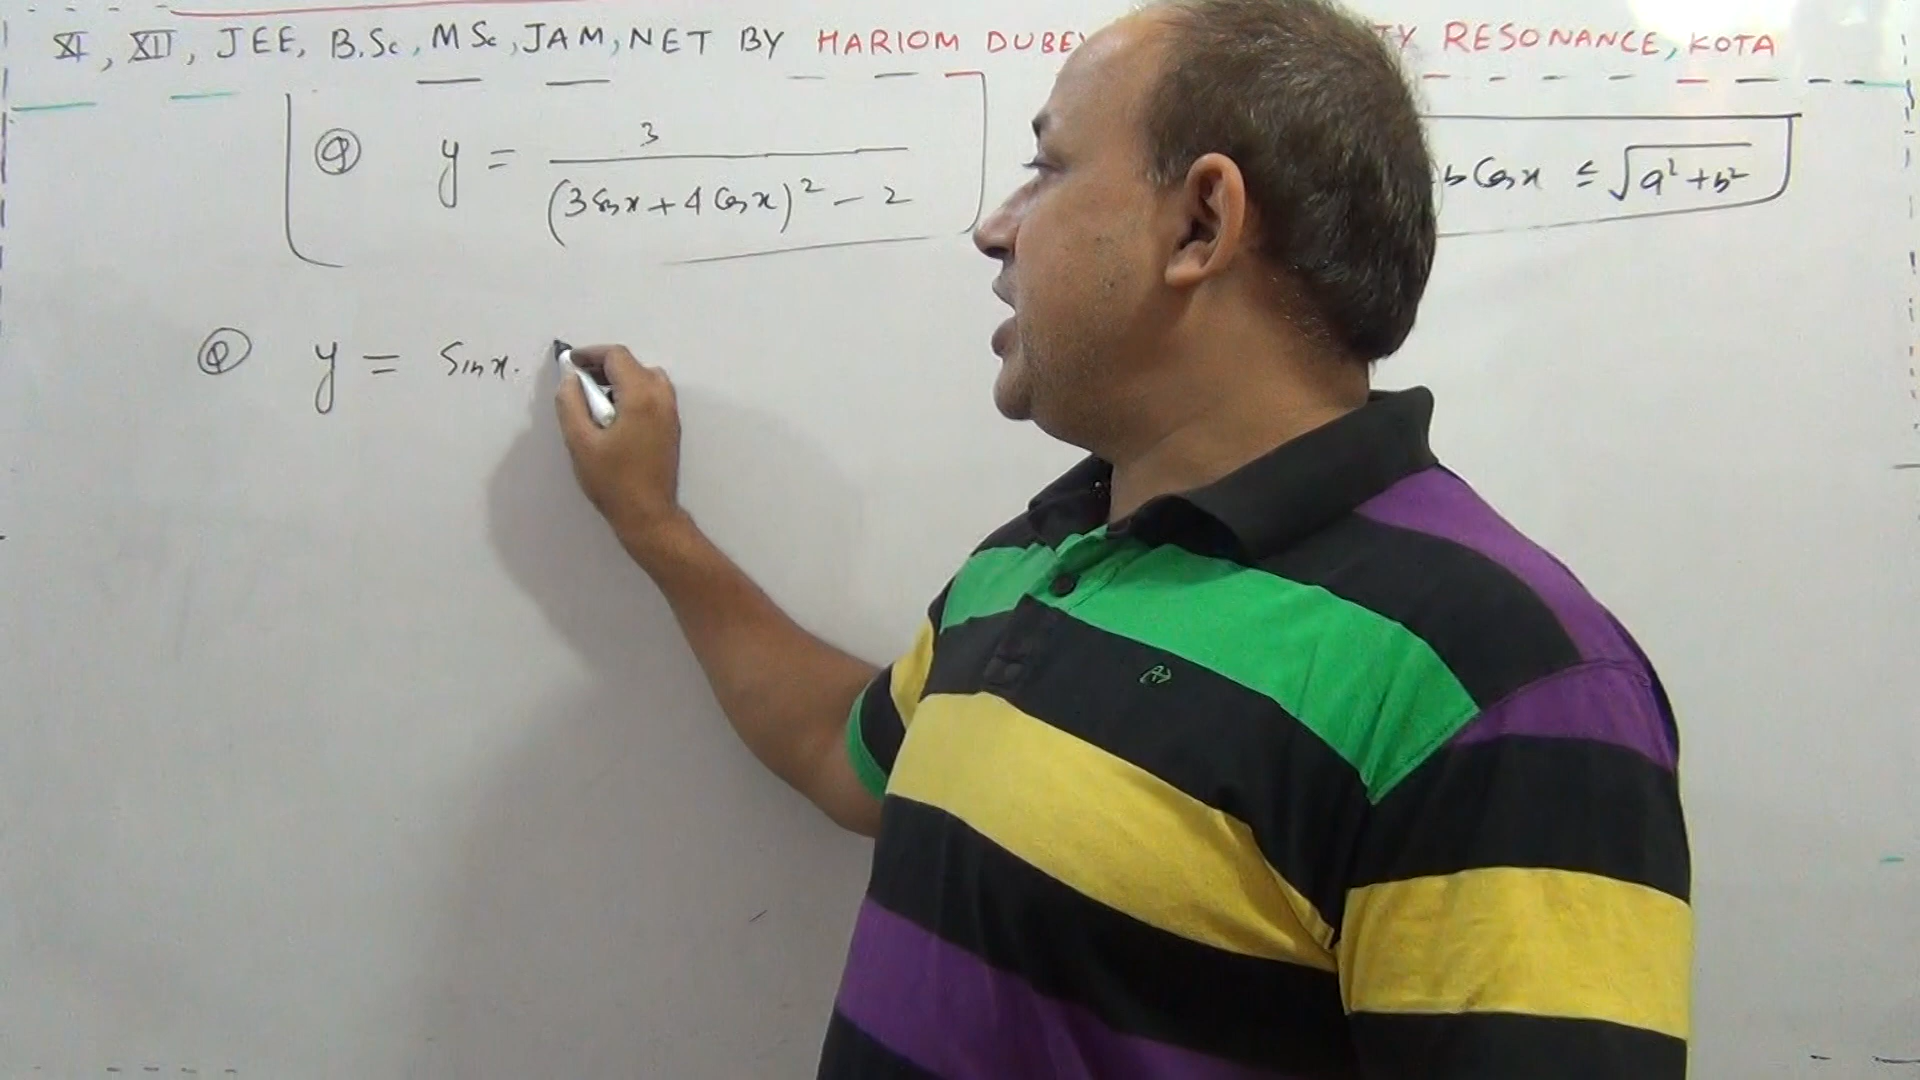 XI, XII, JEE, B.Sc, MSc, JAM, NET BY HARIOM DUBEY RESONANCE, KOTA
Q y = 3 / (3 Sinx + 4 Cosx)² - 2
b Cosx ≤ √a² + b²
Q y = Sinx.